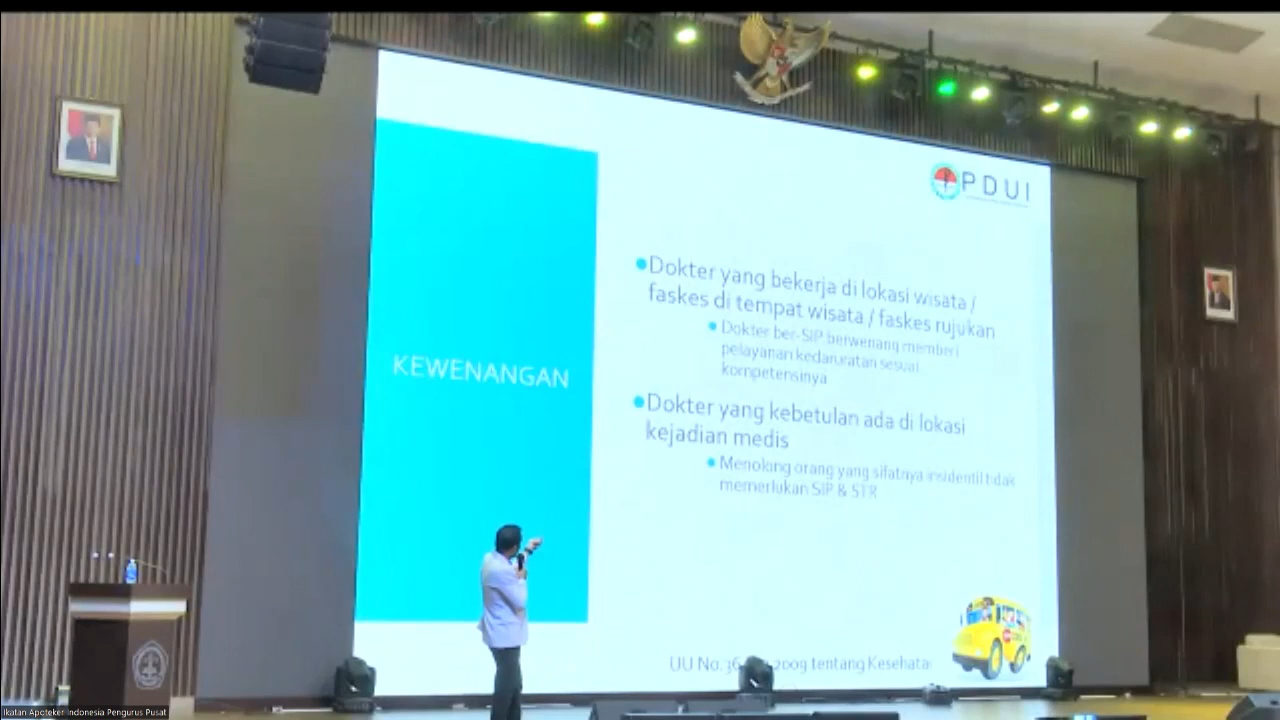 PDUI
KEWENANGAN
Dokter yang bekerja di lokasi wisata /
faskes di tempat wisata / faskes rujukan
Dokter ber-SIP berwenang memberi
pelayanan kedaruratan sesuai
kompetensinya
Dokter yang kebetulan ada di lokasi
kejadian medis
Menolong orang yang sifatnya insidentil tidak
memerlukan SIP & STR
UU No. 36 2009 tentang Kesehatan
Ikatan Apoteker Indonesia Pengurus Pusat